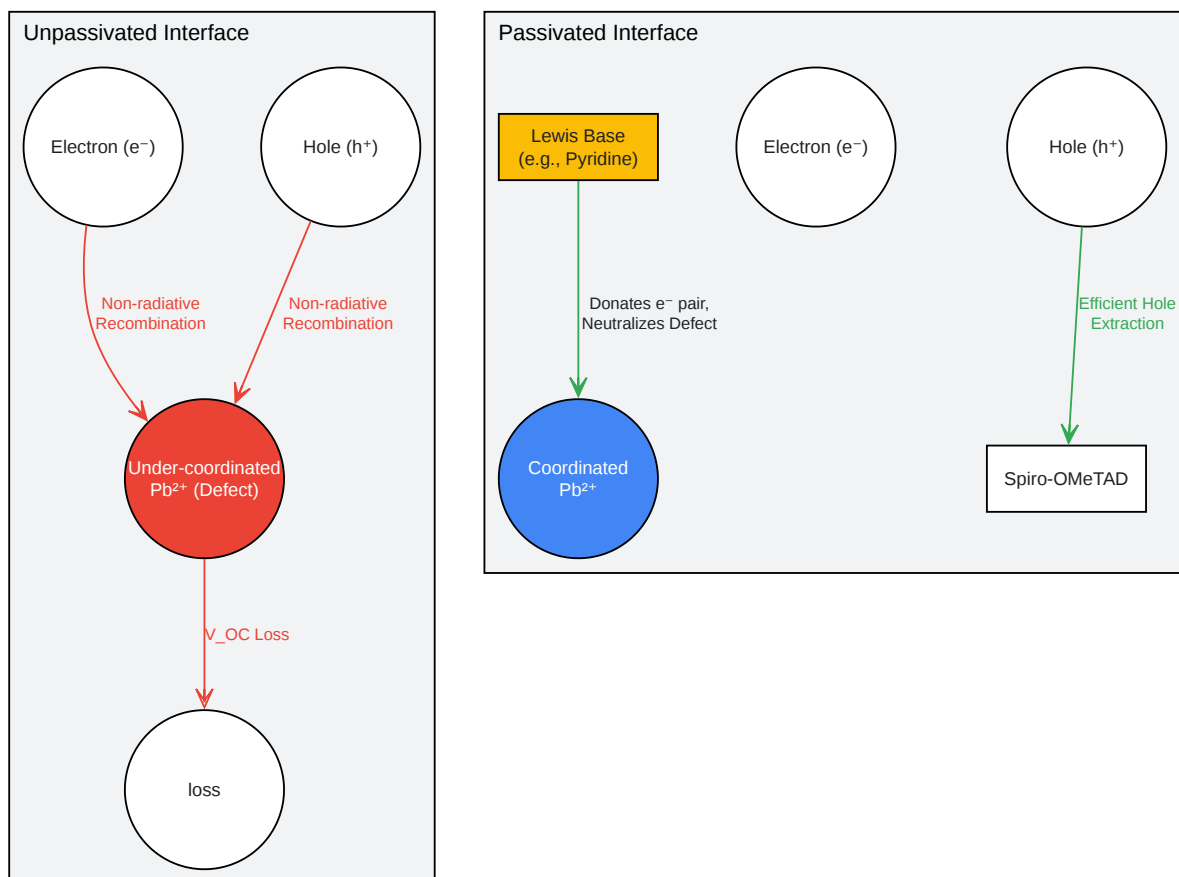 Unpassivated Interface
Electron (e⁻)
Hole (h⁺)
Non-radiative
Recombination
Non-radiative
Recombination
Under-coordinated
Pb²⁺ (Defect)
V_OC Loss
loss
Passivated Interface
Lewis Base
(e.g., Pyridine)
Electron (e⁻)
Hole (h⁺)
Donates e⁻ pair,
Neutralizes Defect
Efficient Hole
Extraction
Coordinated
Pb²⁺
Spiro-OMeTAD